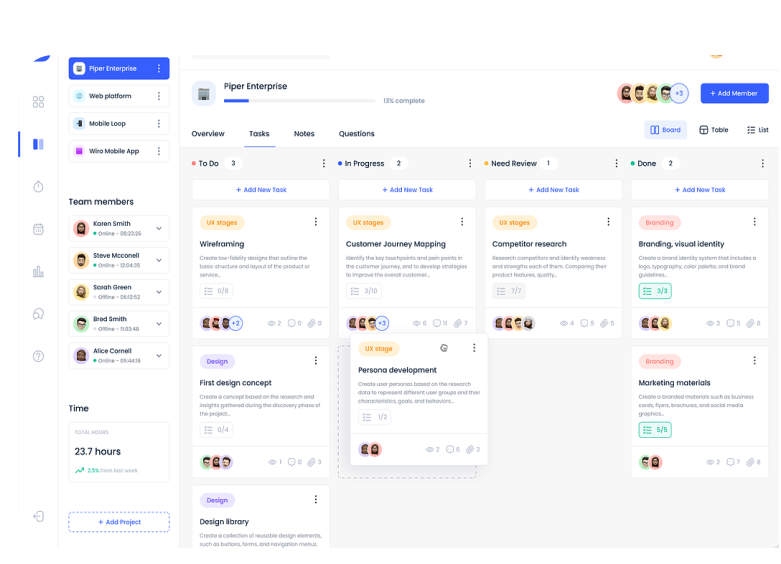 Piper Enterprise
Web platform
Mobile Loop
Wiro Mobile App
Team members
Karen Smith
Online - 00:23:26
Steve Mcconell
Online - 12:04:35
Sarah Green
Offline - 06:12:52
Bred Smith
Offline - 11:03:48
Alice Cornell
Online - 05:44:16
Time
TOTAL HOURS
23.7 hours
2.5% from last week
+ Add Project
Piper Enterprise
13% complete
+3
+ Add Member
Overview
Tasks
Notes
Questions
Board
Table
List
To Do 3
+ Add New Task
UX stages
Wireframing
Create low-fidelity designs that outline the
basic structure and layout of the product or
service...
0/8
+2
2 0 0
Design
First design concept
Create a concept based on the research and
insights gathered during the discovery phase of
the project...
0/4
1 0 3
Design
Design library
Create a collection of reusable design elements,
such as buttons, forms, and navigation menus.
In Progress 2
+ Add New Task
UX stages
Customer Journey Mapping
Identify the key touchpoints and pain points in
the customer journey, and to develop strategies
to improve the overall customer...
3/10
+3
6 11 7
UX stage
Persona development
Create user personas based on the research
data to represent different user groups and their
characteristics, goals, and behaviors...
1/2
2 6 3
Need Review 1
+ Add New Task
UX stages
Competitor research
Research competitors and identify weakness
and strengths each of them. Comparing their
product features, quality...
7/7
4 8 5
Done 2
+ Add New Task
Branding
Branding, visual identity
Create a brand identity system that includes a
logo, typography, color palette, and brand
guidelines...
3/3
3 5 8
Branding
Marketing materials
Create a branded materials such as business
cards, flyers, brochures, and social media
graphics...
5/5
2 7 8